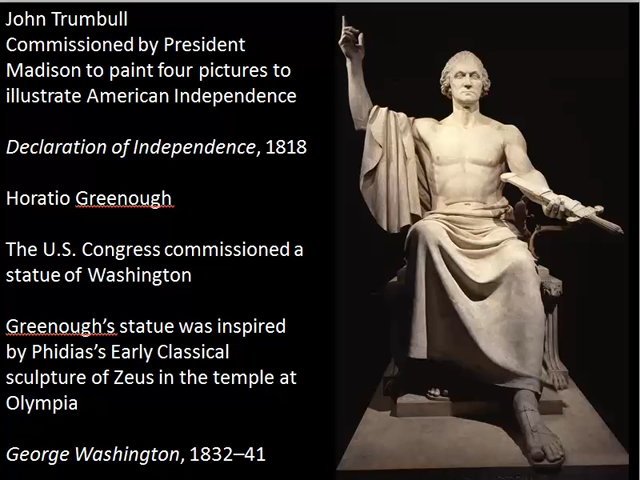 John Trumbull
Commissioned by President
Madison to paint four pictures to
illustrate American Independence
Declaration of Independence, 1818
Horatio Greenough
The U.S. Congress commissioned a
statue of Washington
Greenough's statue was inspired
by Phidias's Early Classical
sculpture of Zeus in the temple at
Olympia
George Washington, 1832–41